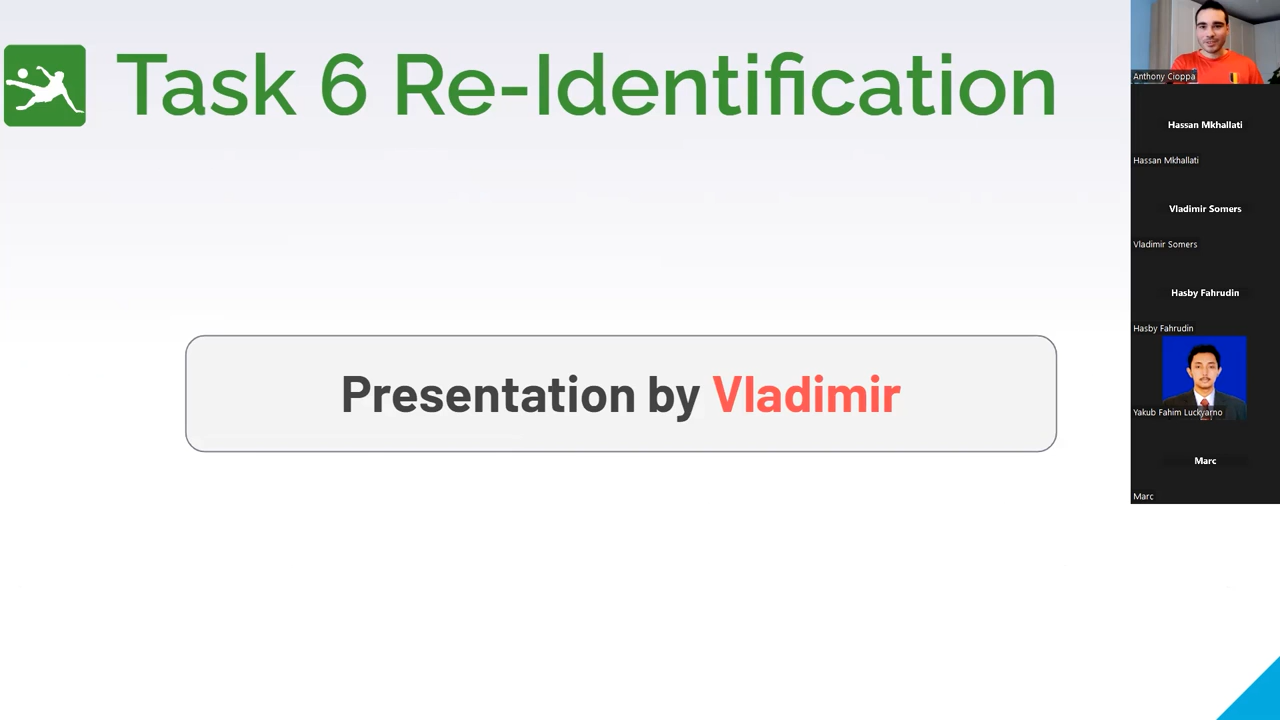 Task 6 Re-Identification
Presentation by Vladimir
Anthony Cioppa
Hassan Mkhallati
Hassan Mkhallati
Vladimir Somers
Vladimir Somers
Hasby Fahrudin
Hasby Fahrudin
Yakub Fahim Luckyarno
Marc
Marc